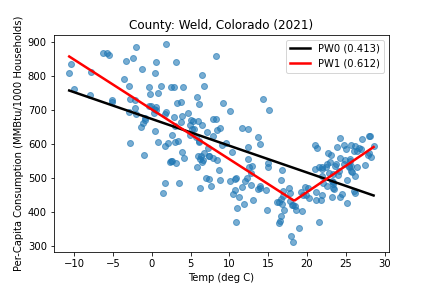 County: Weld, Colorado (2021)
PW0 (0.413)
PW1 (0.612)
Per-Capita Consumption (MMBtu/1000 Households)
900
800
700
600
500
400
300
−10 −5 0 5 10 15 20 25 30
Temp (deg C)